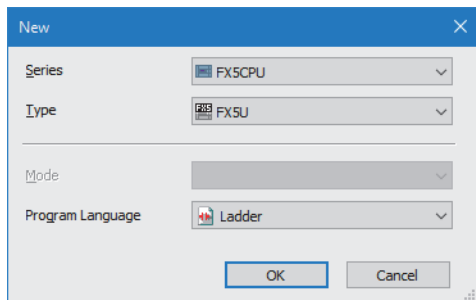 New
Series
FX5CPU
Type
FX5U
Mode
Program Language
Ladder
OK
Cancel